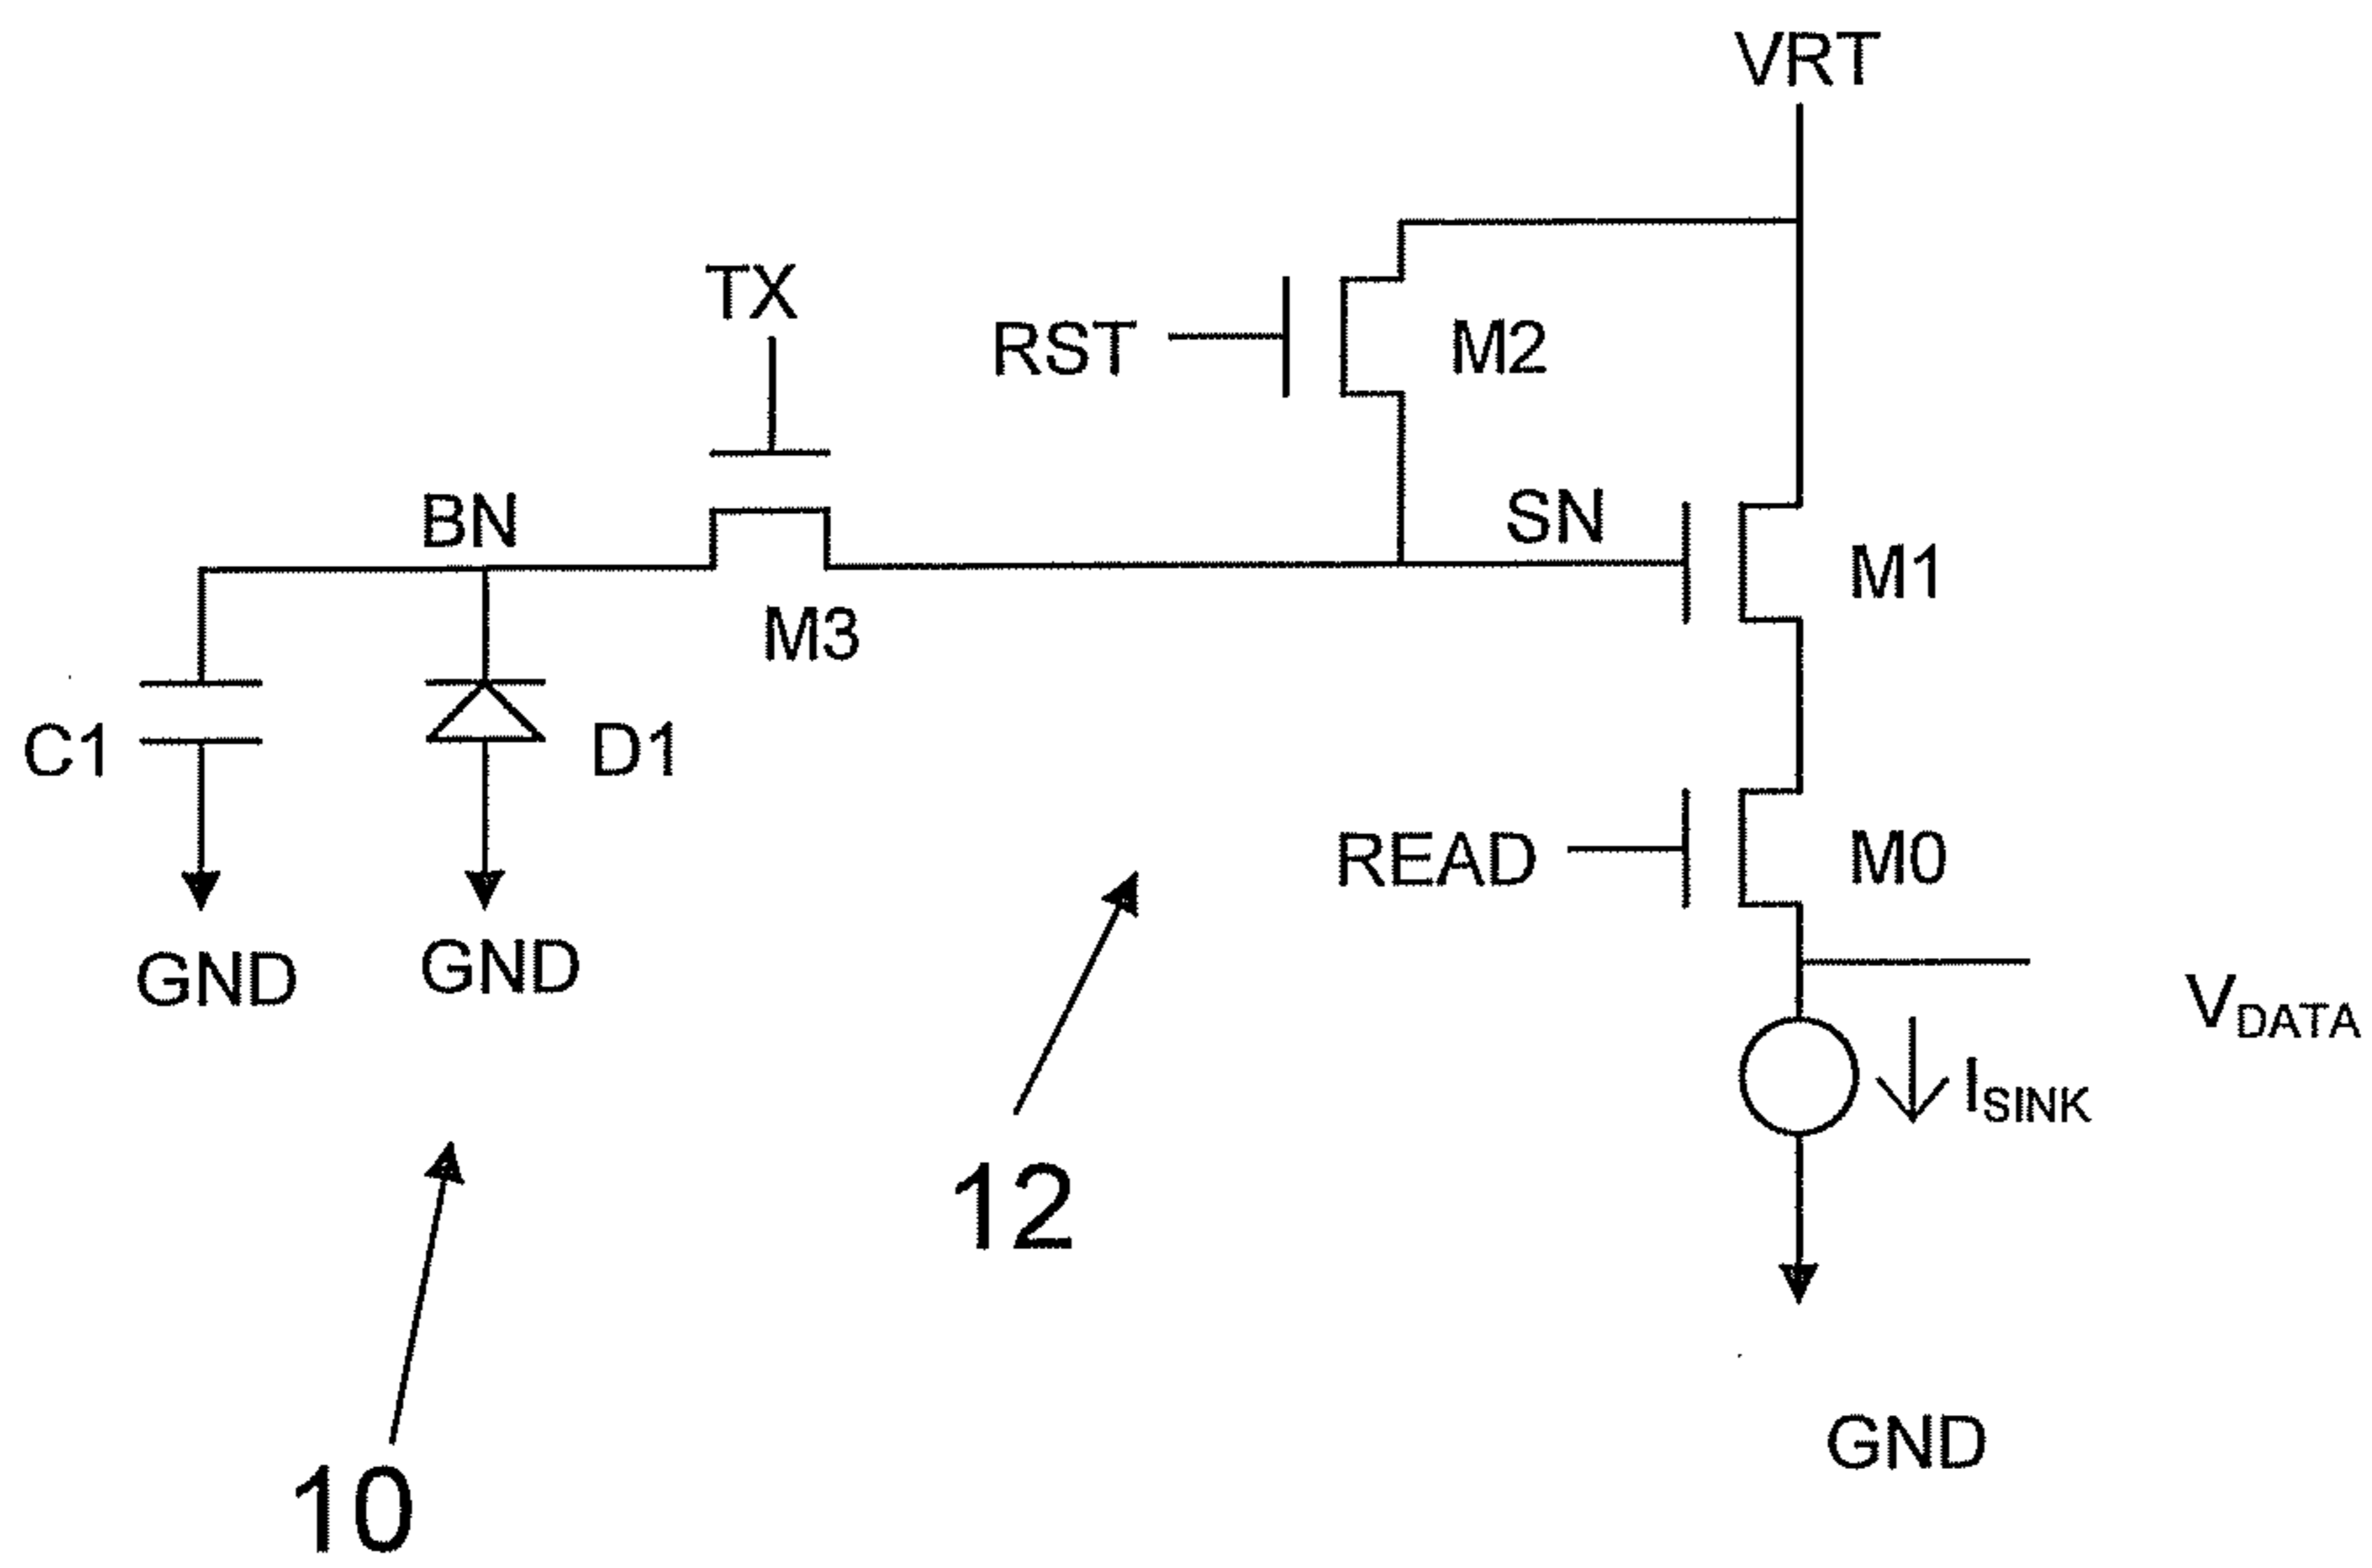 VRT
TX
RST
M2
BN
SN
M1
M3
C1
D1
READ
M0
GND
GND
VDATA
ISINK
12
GND
10